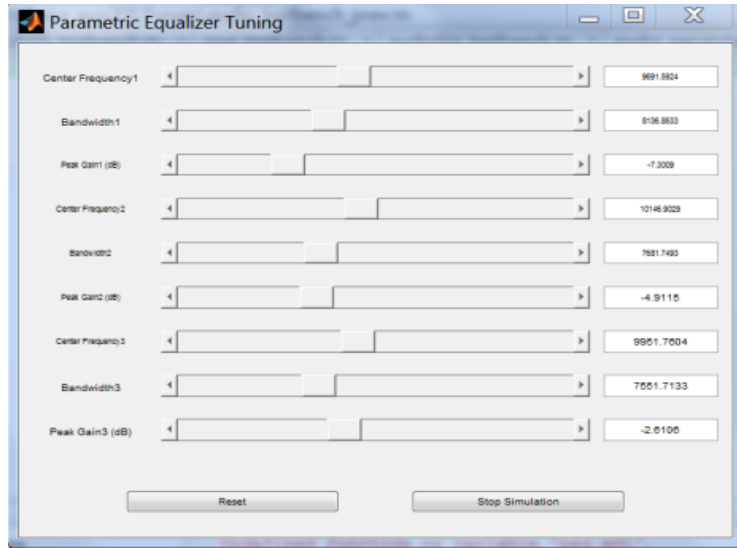 Parametric Equalizer Tuning
Center Frequency1 9691.5924
Bandwidth1 8136.8633
Peak Gain1 (dB) -7.3009
Center Frequency2 10146.9029
Bandwidth2 7681.7493
Peak Gain2 (dB) -4.9115
Center Frequency3 9951.7604
Bandwidth3 7661.7133
Peak Gain3 (dB) -2.6106
Reset Stop Simulation